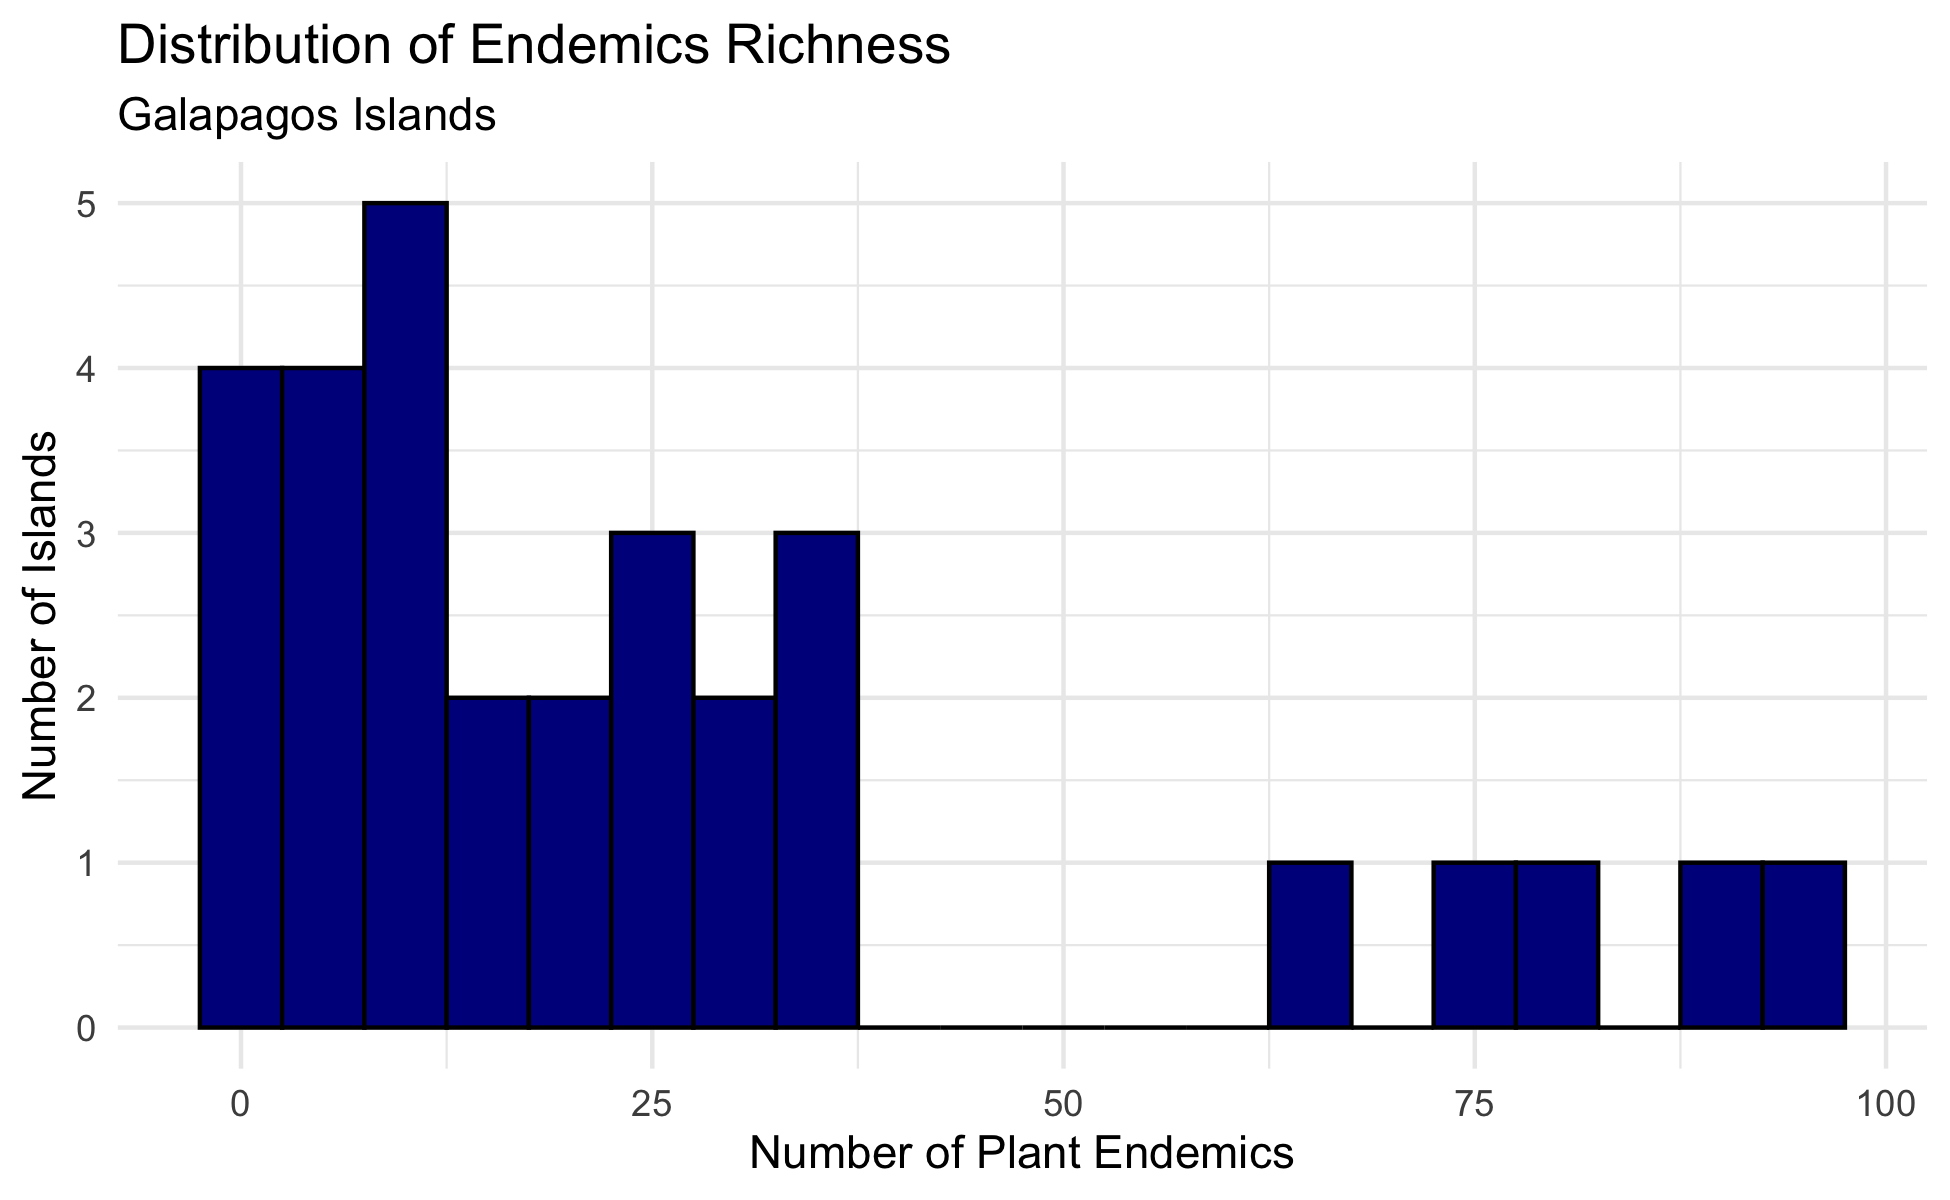 Distribution of Endemics Richness
Galapagos Islands
Number of Islands
5
4
3
2
1
0
0 25 50 75 100
Number of Plant Endemics